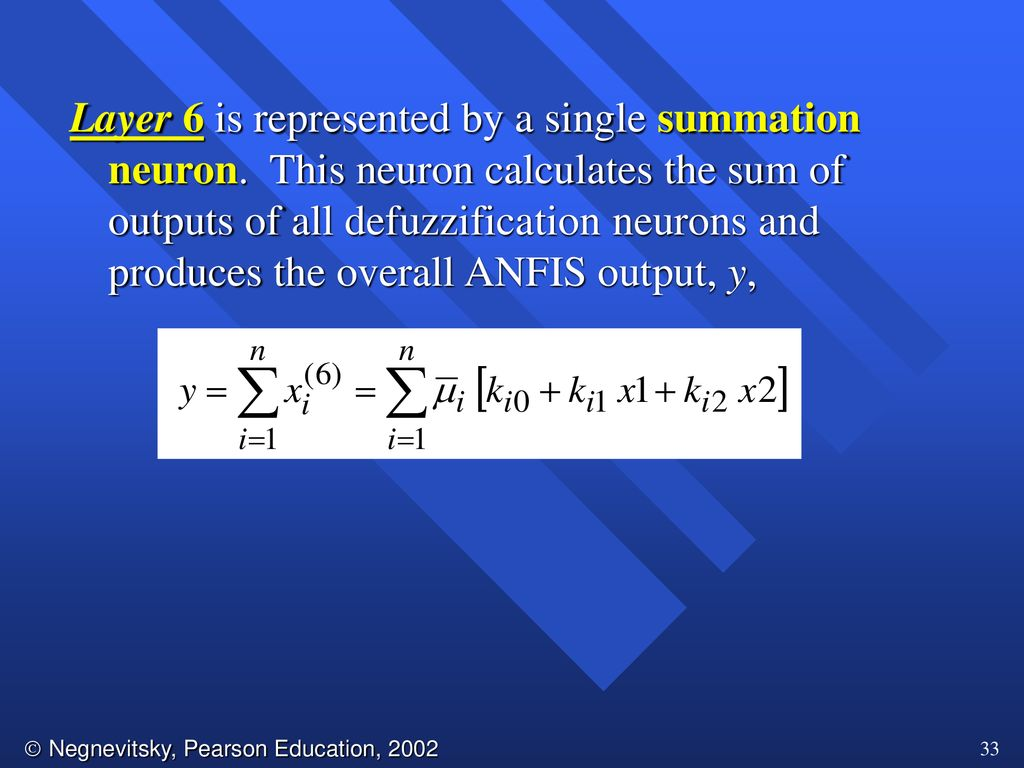 Layer 6 is represented by a single summation
neuron. This neuron calculates the sum of
outputs of all defuzzification neurons and
produces the overall ANFIS output, y,
y = ∑_{i=1}^{n} x_i^{(6)} = ∑_{i=1}^{n} μ̅_i [k_{i0} + k_{i1} x1 + k_{i2} x2]
© Negnevitsky, Pearson Education, 2002
33